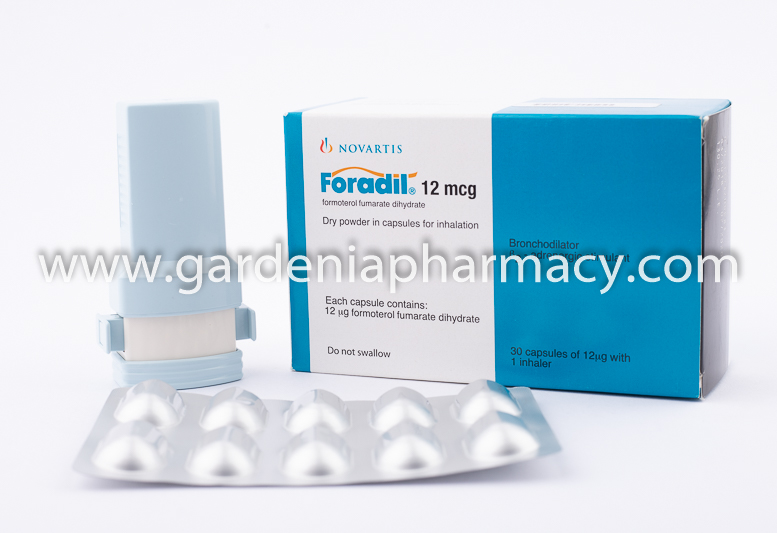 NOVARTIS
Foradil® 12 mcg
formoterol fumarate dihydrate
Dry powder in capsules for inhalation
Bronchodilator
www.gardeniapharmacy.com
Each capsule contains:
12 µg formoterol fumarate dihydrate
Do not swallow
30 capsules of 12µg with
1 inhaler